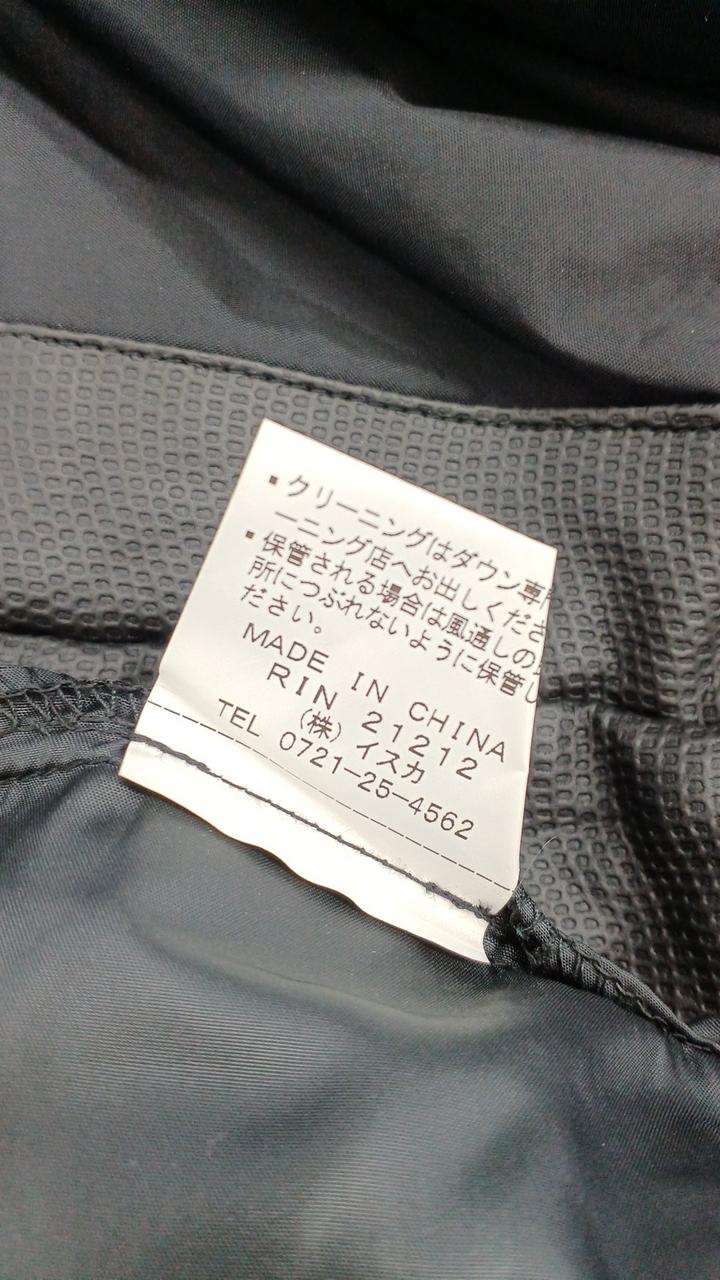 ・クリーニングはダウン専
ーニング店へお出しくださ
・保管される場合は風通しの
所につぶれないように保管し
ださい。
MADE IN CHINA
RIN 21212
(株)イスカ
TEL 0721-25-4562